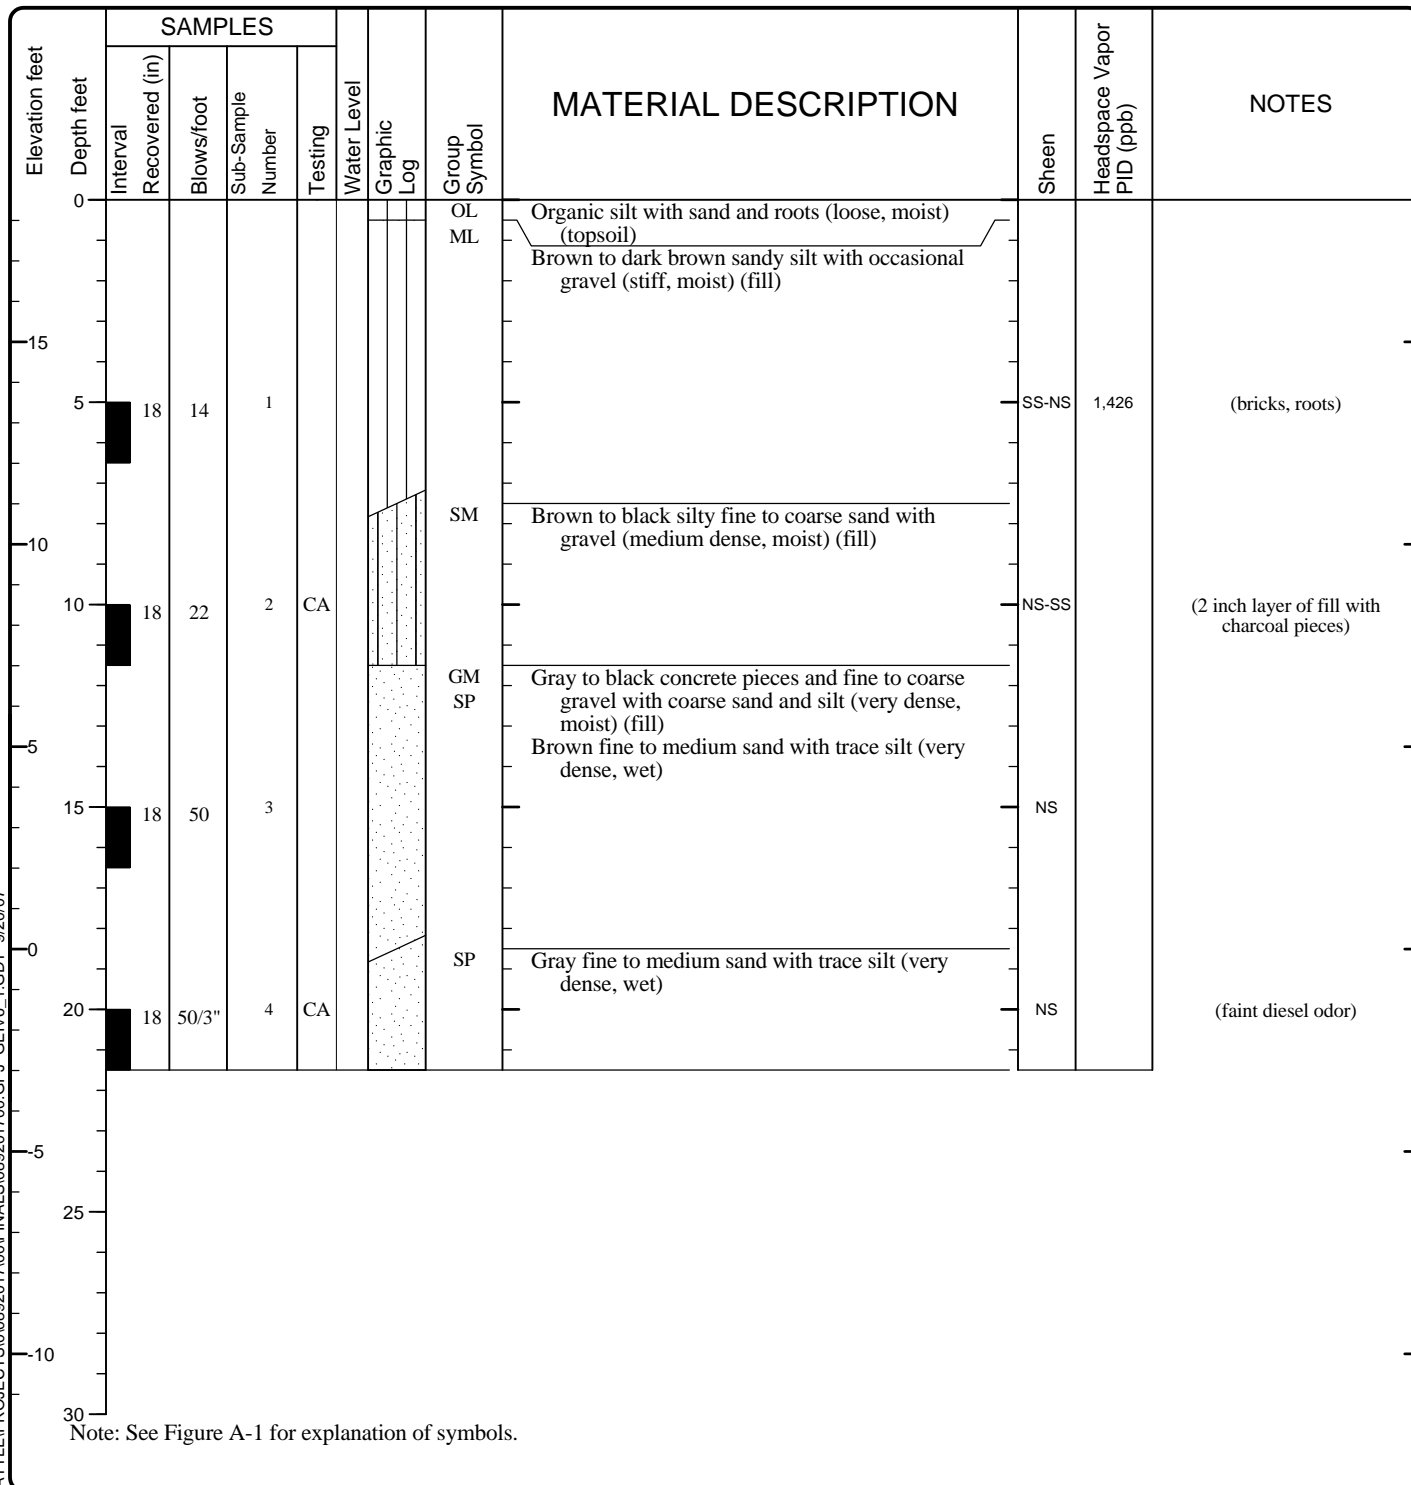 SAMPLES
Elevation feet
Depth feet
Interval
Recovered (in)
Blows/foot
Sub-Sample
Number
Testing
Water Level
Graphic
Log
Group
Symbol
MATERIAL DESCRIPTION
Sheen
Headspace Vapor
PID (ppb)
NOTES
0
OL
Organic silt with sand and roots (loose, moist)
(topsoil)
ML
Brown to dark brown sandy silt with occasional
gravel (stiff, moist) (fill)
15
5
18
14
1
SS-NS
1,426
(bricks, roots)
SM
Brown to black silty fine to coarse sand with
gravel (medium dense, moist) (fill)
10
10
18
22
2
CA
NS-SS
(2 inch layer of fill with
charcoal pieces)
GM
Gray to black concrete pieces and fine to coarse
gravel with coarse sand and silt (very dense,
moist) (fill)
SP
Brown fine to medium sand with trace silt (very
dense, wet)
5
15
18
50
3
NS
0
SP
Gray fine to medium sand with trace silt (very
dense, wet)
20
18
50/3"
4
CA
NS
(faint diesel odor)
-5
25
-10
30
Note: See Figure A-1 for explanation of symbols.